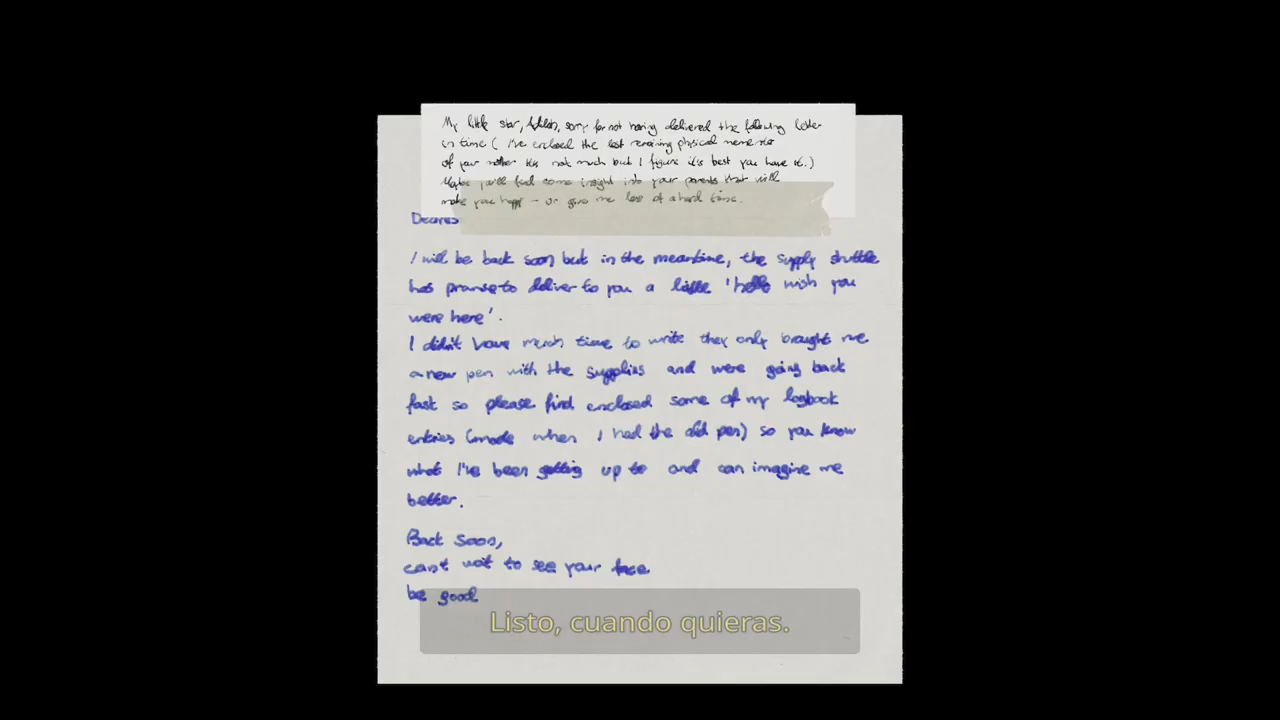 My little star, sorry for not having delivered the following letter
in time ( I've enclosed the last remaining physical memories
of your mother it's not much but I figure it's best you have it.)
Maybe you'll find some insight into your parents that will
make you happy – or give me less of a hard time.
Deares
I will be back soon but in the meantime, the supply shuttle
has promise to deliver to you a little 'hello wish you
were here'.
I didn't have much time to write they only brought me
a new pen with the supplies and were going back
fast so please find enclosed some of my logbook
entries (made when I had the old pen) so you know
what I've been getting up to and can imagine me
better.
Back soon,
can't wait to see your face
be good
Listo, cuando quieras.